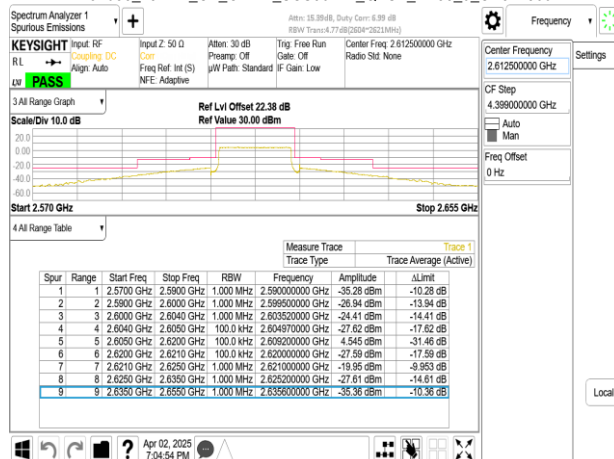 Spectrum Analyzer 1
Spurious Emissions
Attn: 15.39dB, Duty Corr: 6.99 dB
RBW Trans:4.77dB(2604~2621MHz)
Frequency
KEYSIGHT Input: RF Input Z: 50 Ω Atten: 30 dB Trig: Free Run Center Freq: 2.612500000 GHz
RL Coupling: DC Corr Preamp: Off Gate: Off Radio Std: None
Align: Auto Freq Ref: Int (S) µW Path: Standard IF Gain: Low
NFE: Adaptive
LXI PASS
Center Frequency
2.612500000 GHz
Settings
CF Step
4.399000000 GHz
Auto
Man
Freq Offset
0 Hz
3 All Range Graph
Ref Lvl Offset 22.38 dB
Scale/Div 10.0 dB Ref Value 30.00 dBm
20.0
0.00
-20.0
-40.0
-60.0
Start 2.570 GHz Stop 2.655 GHz
4 All Range Table
Measure Trace Trace 1
Trace Type Trace Average (Active)
Spur Range Start Freq Stop Freq RBW Frequency Amplitude ΔLimit
1 1 2.5700 GHz 2.5900 GHz 1.000 MHz 2.590000000 GHz -35.28 dBm -10.28 dB
2 2 2.5900 GHz 2.6000 GHz 1.000 MHz 2.599500000 GHz -26.94 dBm -13.94 dB
3 3 2.6000 GHz 2.6040 GHz 1.000 MHz 2.603520000 GHz -24.41 dBm -14.41 dB
4 4 2.6040 GHz 2.6050 GHz 100.0 kHz 2.604970000 GHz -27.62 dBm -17.62 dB
5 5 2.6050 GHz 2.6200 GHz 100.0 kHz 2.609200000 GHz 4.545 dBm -31.46 dB
6 6 2.6200 GHz 2.6210 GHz 100.0 kHz 2.620000000 GHz -27.59 dBm -17.59 dB
7 7 2.6210 GHz 2.6250 GHz 1.000 MHz 2.621000000 GHz -19.95 dBm -9.953 dB
8 8 2.6250 GHz 2.6350 GHz 1.000 MHz 2.625200000 GHz -27.61 dBm -14.61 dB
9 9 2.6350 GHz 2.6550 GHz 1.000 MHz 2.635600000 GHz -35.36 dBm -10.36 dB
Local
Apr 02, 2025
7:04:54 PM